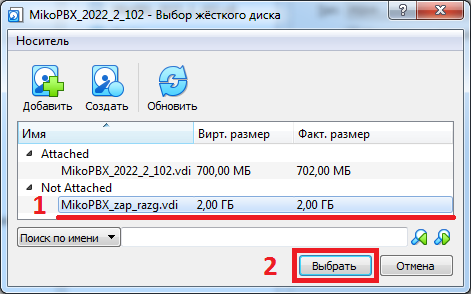 MikoPBX_2022_2_102 - Выбор жёсткого диска
Носитель
Добавить Создать Обновить
Имя Вирт. размер Факт. размер
Attached
MikoPBX_2022_2_102.vdi 700,00 МБ 702,00 МБ
Not Attached
1 MikoPBX_zap_razg.vdi 2,00 ГБ 2,00 ГБ
Поиск по имени
2 Выбрать Отмена